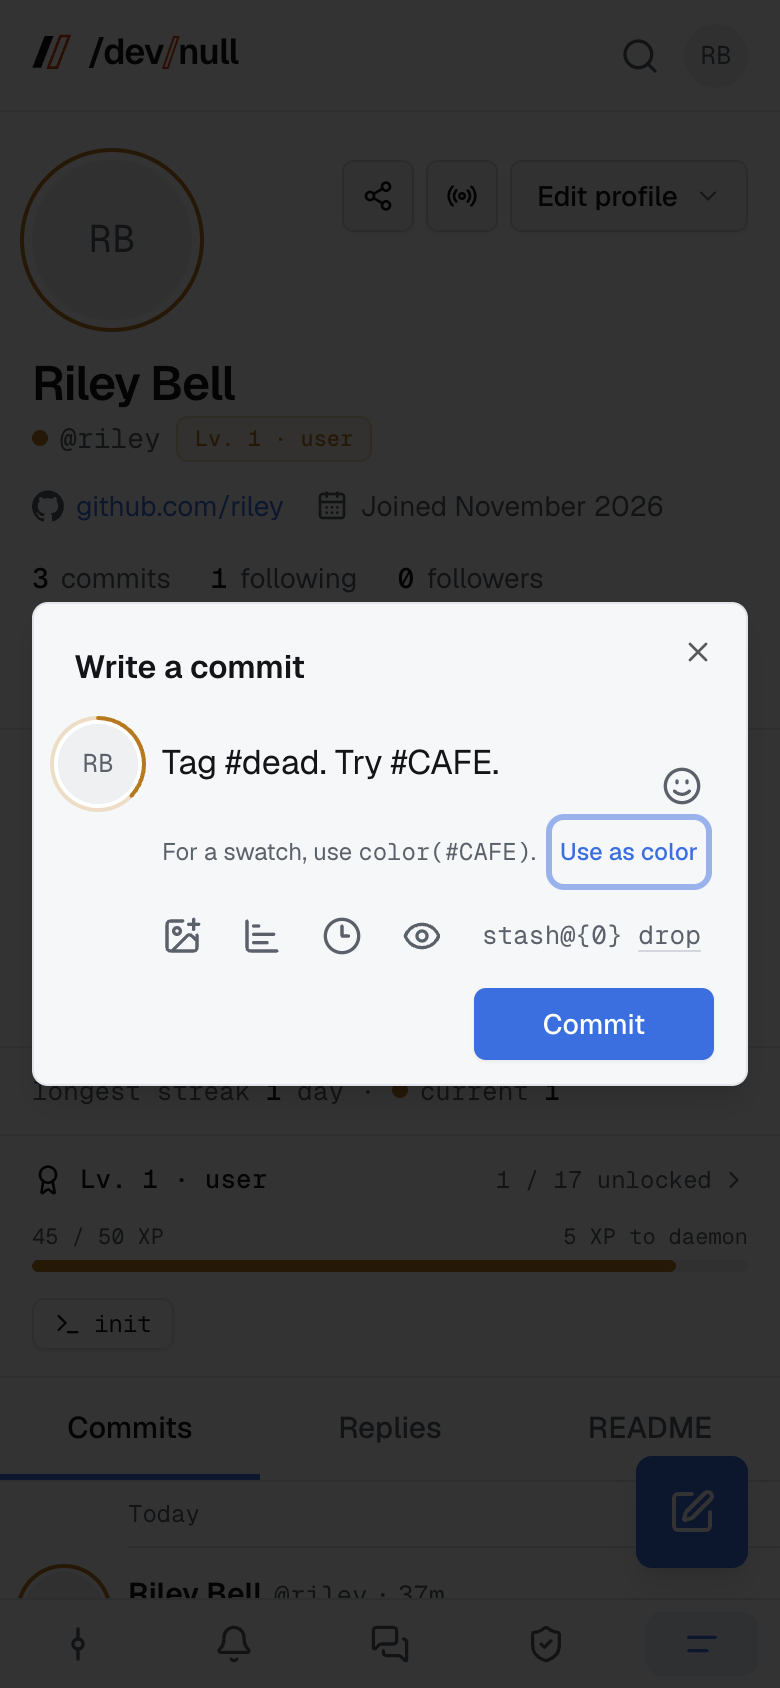 /dev/null
RB
RB
Edit profile
Riley Bell
@riley Lv. 1 · user
github.com/riley Joined November 2026
3 commits 1 following 0 followers
Write a commit
RB
Tag #dead. Try #CAFE.
For a swatch, use color(#CAFE). Use as color
stash@{0} drop
Commit
longest streak 1 day · current 1
Lv. 1 · user 1 / 17 unlocked
45 / 50 XP 5 XP to daemon
init
Commits Replies README
Today
Riley Bell @riley · 37m